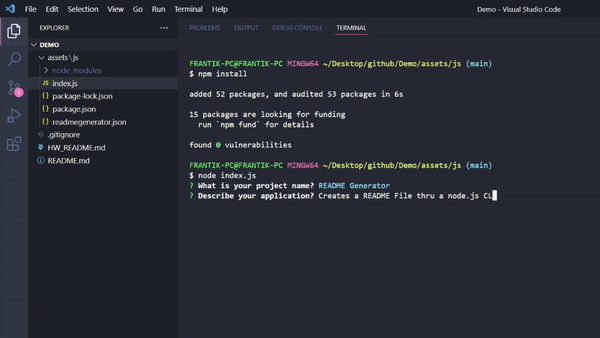 File Edit Selection View Go Run Terminal Help
Demo - Visual Studio Code
EXPLORER ···
PROBLEMS OUTPUT DEBUG CONSOLE TERMINAL
DEMO
assets\js
node_modules
JS index.js
{} package-lock.json
{} package.json
{} readmegenerator.json
.gitignore
HW_README.md
README.md
FRANTIK-PC@FRANTIK-PC MINGW64 ~/Desktop/github/Demo/assets/js (main)
$ npm install
added 52 packages, and audited 53 packages in 6s
15 packages are looking for funding
run `npm fund` for details
found 0 vulnerabilities
FRANTIK-PC@FRANTIK-PC MINGW64 ~/Desktop/github/Demo/assets/js (main)
$ node index.js
? What is your project name? README Generator
? Describe your application? Creates a README File thru a node.js CL